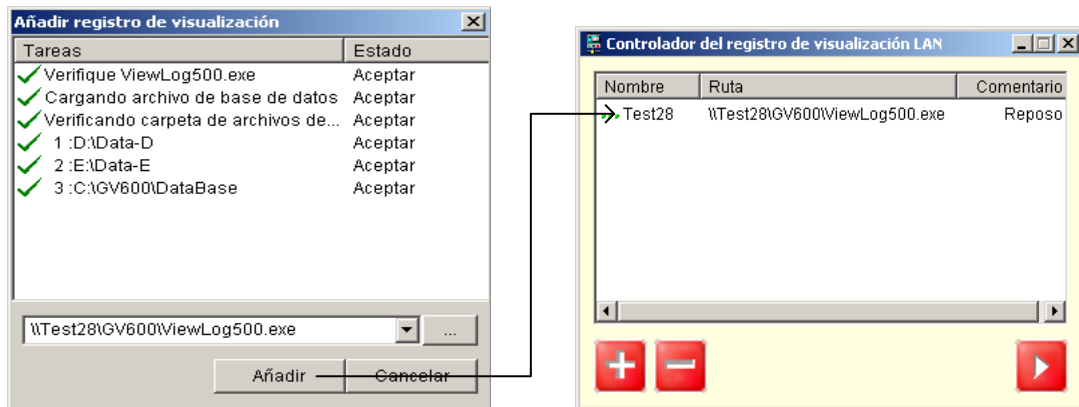 Añadir registro de visualización
Tareas Estado
Verifique ViewLog500.exe Aceptar
Cargando archivo de base de datos Aceptar
Verificando carpeta de archivos de... Aceptar
1 :D:\Data-D Aceptar
2 :E:\Data-E Aceptar
3 :C:\GV600\DataBase Aceptar
\\Test28\GV600\ViewLog500.exe ...
Añadir Cancelar
Controlador del registro de visualización LAN
Nombre Ruta Comentario
Test28 \\Test28\GV600\ViewLog500.exe Reposo